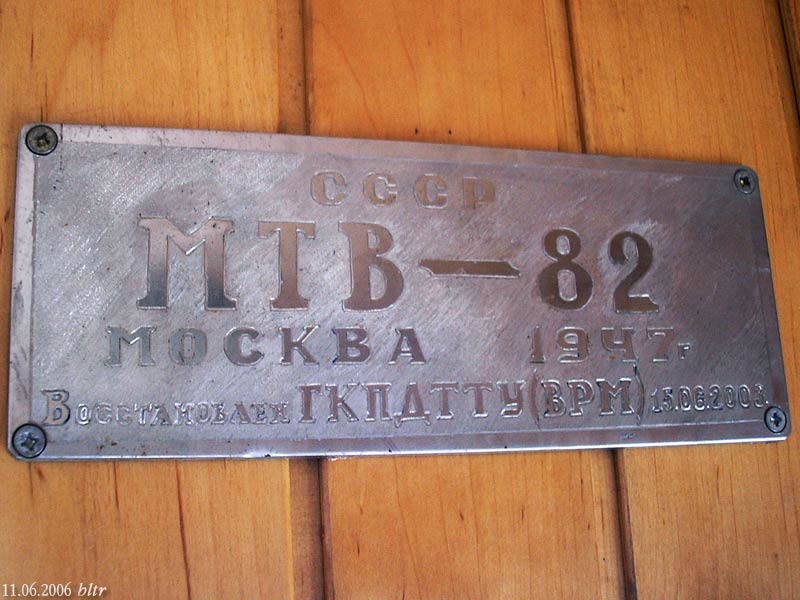 СССР
МТВ—82
МОСКВА 1947г
Восстановлен ГКПДТТУ(ВРМ) 15.06.2003.
11.06.2006 bltr